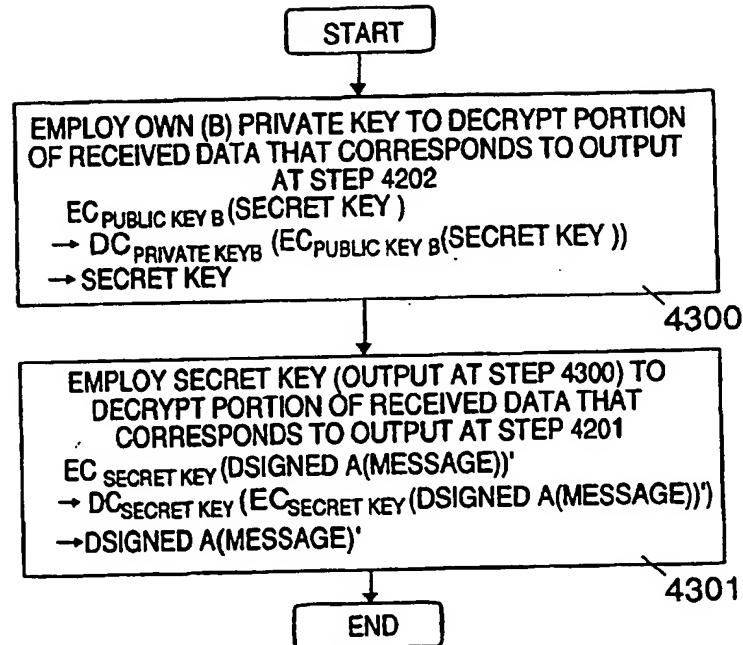 START
EMPLOY OWN (B) PRIVATE KEY TO DECRYPT PORTION
OF RECEIVED DATA THAT CORRESPONDS TO OUTPUT
AT STEP 4202
EC PUBLIC KEY B (SECRET KEY )
→ DC PRIVATE KEYB (EC PUBLIC KEY B(SECRET KEY ))
→ SECRET KEY
4300
EMPLOY SECRET KEY (OUTPUT AT STEP 4300) TO
DECRYPT PORTION OF RECEIVED DATA THAT
CORRESPONDS TO OUTPUT AT STEP 4201
EC SECRET KEY (DSIGNED A(MESSAGE))'
→ DC SECRET KEY (EC SECRET KEY (DSIGNED A(MESSAGE))')
→DSIGNED A(MESSAGE)'
4301
END